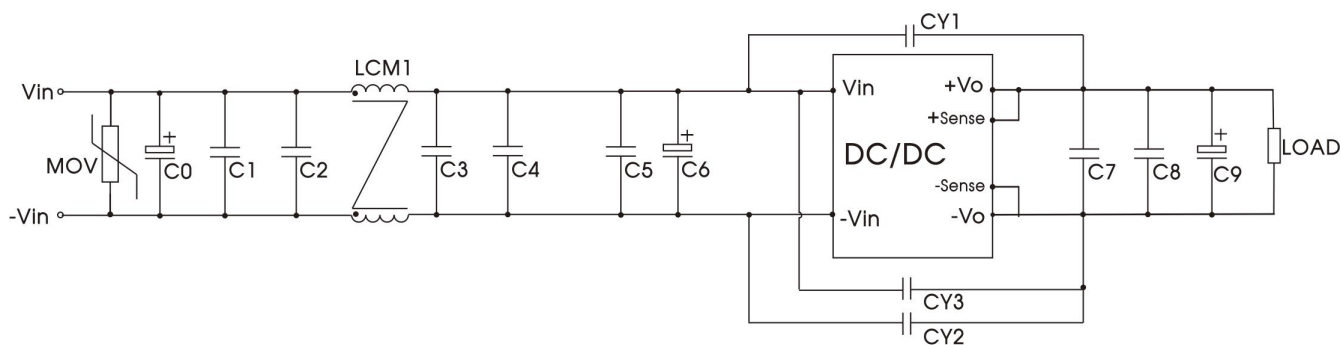 CY1
LCM1
Vin
MOV
+
C0
C1
C2
C3
C4
C5
+
C6
Vin
+Vo
+Sense
DC/DC
-Sense
-Vin
-Vo
C7
C8
+
C9
LOAD
-Vin
CY3
CY2